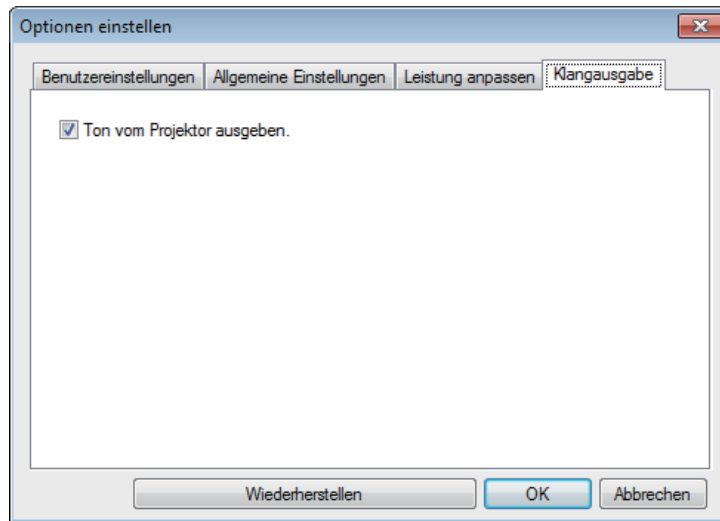 Optionen einstellen
Benutzereinstellungen Allgemeine Einstellungen Leistung anpassen Klangausgabe
Ton vom Projektor ausgeben.
Wiederherstellen OK Abbrechen